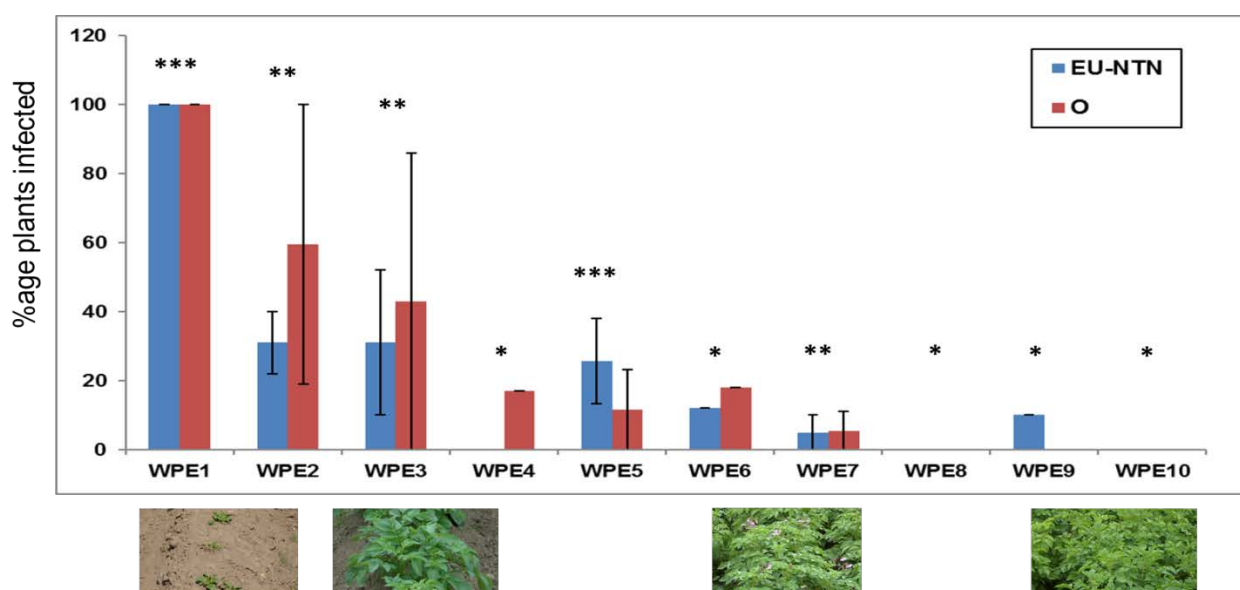 %age plants infected
120
100
80
60
40
20
0
*** ** ** * *** * ** * * *
EU-NTN
O
WPE1 WPE2 WPE3 WPE4 WPE5 WPE6 WPE7 WPE8 WPE9 WPE10